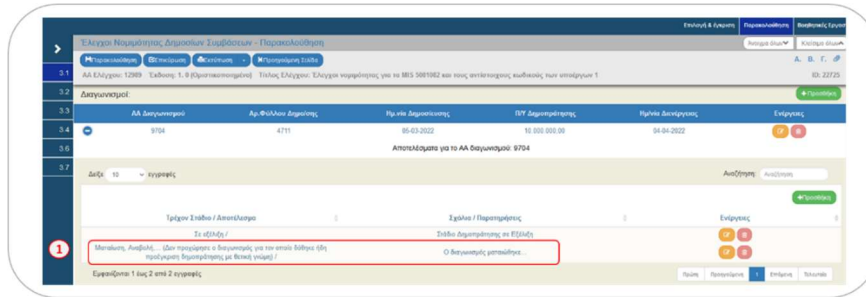 Επιλογή & έγκριση Παρακολούθηση Βοηθητικές Εργασ
Έλεγχοι Νομιμότητας Δημοσίων Συμβάσεων - Παρακολούθηση
Άνοιγμα όλων Κλείσιμο όλων
Παρακολούθηση Επικύρωση Εκτύπωση Προηγούμενη Σελίδα
Α. Β. Γ.
3.1 ΑΑ Ελέγχου: 12989 Έκδοση: 1. 0 (Οριστικοποιημένο) Τίτλος Ελέγχου: Έλεγχοι νομιμότητας για το MIS 5081982 και τους αντίστοιχους κωδικούς των υποέργων 1 ID: 22725
3.2 Διαγωνισμοί: +Προσθήκη
3.3 ΑΑ Διαγωνισμού Αρ.Φύλλου Δημ/σης Ημ.νία Δημοσίευσης Π/Υ Δημοπράτησης Ημ/νία Διενέργειας Ενέργειες
3.4 9704 4711 05-03-2022 10.000.000,00 04-04-2022
3.6 Αποτελέσματα για το ΑΑ διαγωνισμού: 9704
3.7 Δείξε 10 εγγραφές Αναζήτηση: Αναζήτηση
+Προσθήκη
Τρέχον Στάδιο / Αποτέλεσμα Σχόλια / Παρατηρήσεις Ενέργειες
Σε εξέλιξη / Στάδιο Δημοπράτησης σε Εξέλιξη
1 Ματαίωση, Αναβολή,... (Δεν προχώρησε ο διαγωνισμός για τον οποίο δόθηκε ήδη
προέγκριση δημοπράτησης με θετική γνώμη) / Ο διαγωνισμός ματαιώθηκε...
Εμφανίζονται 1 έως 2 από 2 εγγραφές Πρώτη Προηγούμενη 1 Επόμενη Τελευταία